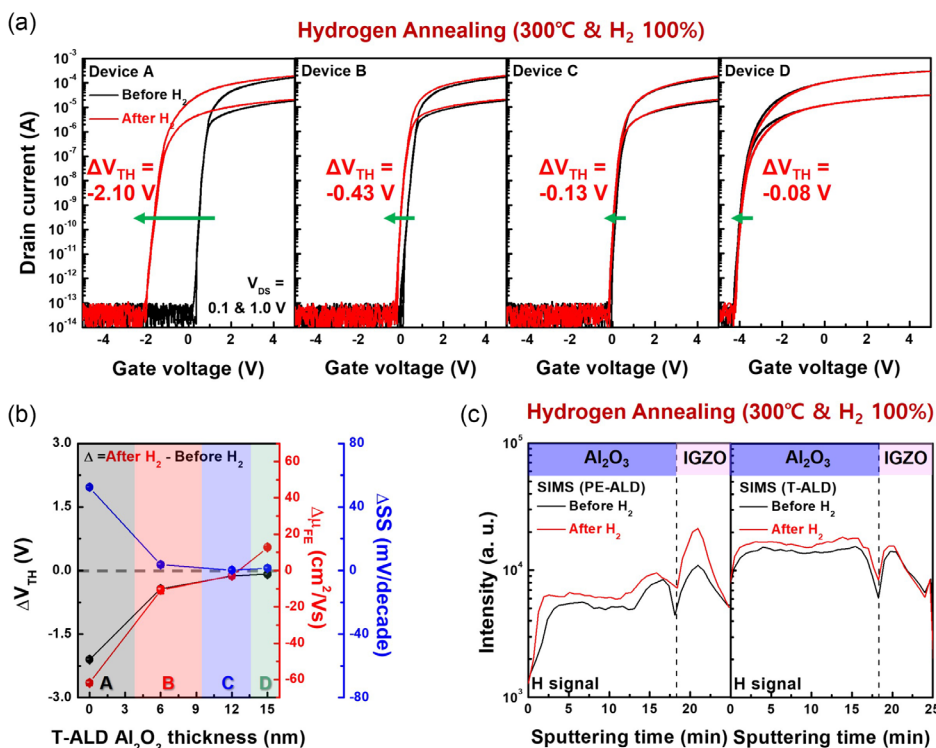 (a)
Hydrogen Annealing (300℃ & H2 100%)
Drain current (A)
10-3
10-4
10-5
10-6
10-7
10-8
10-9
10-10
10-11
10-12
10-13
10-14
Device A
Before H2
After H2
ΔVTH =
-2.10 V
VDS =
0.1 & 1.0 V
-4 -2 0 2 4
Gate voltage (V)
Device B
ΔVTH =
-0.43 V
-4 -2 0 2 4
Gate voltage (V)
Device C
ΔVTH =
-0.13 V
-4 -2 0 2 4
Gate voltage (V)
Device D
ΔVTH =
-0.08 V
-4 -2 0 2 4
Gate voltage (V)
(b)
Δ =After H2 - Before H2
ΔVTH (V)
3.0
1.5
0.0
-1.5
-3.0
A
B
C
D
0 3 6 9 12 15
T-ALD Al2O3 thickness (nm)
60
40
20
0
-20
-40
-60
ΔμFE (cm2/Vs)
80
40
0
-40
-80
ΔSS (mV/decade)
(c)
Hydrogen Annealing (300℃ & H2 100%)
Intensity (a. u.)
105
104
103
Al2O3
IGZO
SIMS (PE-ALD)
Before H2
After H2
H signal
0 5 10 15 20
Sputtering time (min)
Al2O3
IGZO
SIMS (T-ALD)
Before H2
After H2
H signal
0 5 10 15 20 25
Sputtering time (min)